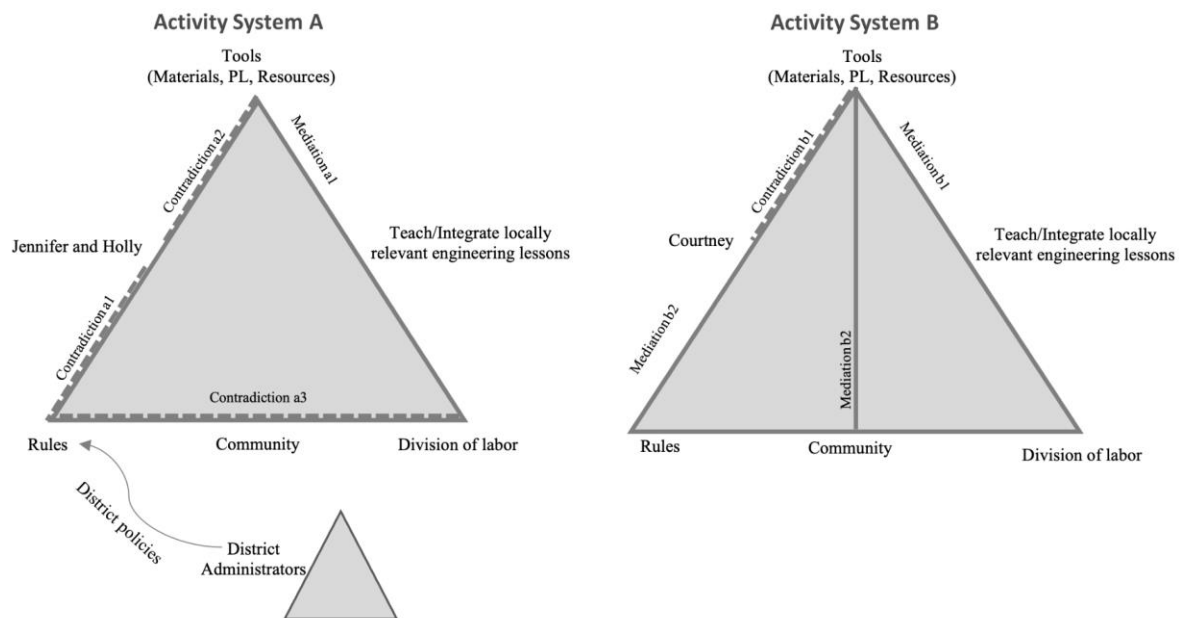 Activity System A
Tools
(Materials, PL, Resources)
Contradiction a2
Mediation a1
Jennifer and Holly
Teach/Integrate locally
relevant engineering lessons
Contradiction a1
Contradiction a3
Rules
Community
Division of labor
District policies
District
Administrators
Activity System B
Tools
(Materials, PL, Resources)
Contradiction b1
Mediation b1
Courtney
Teach/Integrate locally
relevant engineering lessons
Mediation b2
Mediation b2
Rules
Community
Division of labor